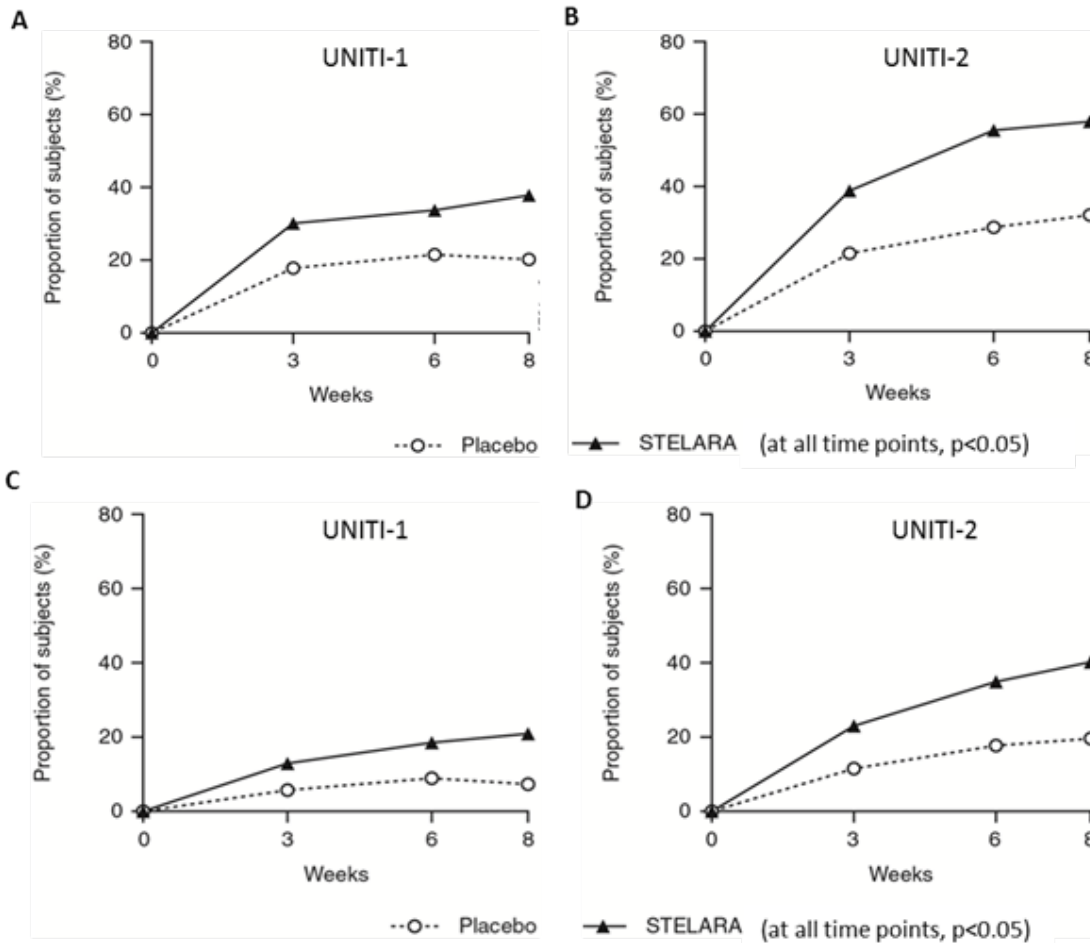 A
UNITI-1
Proportion of subjects (%)
80
60
40
20
0
0 3 6 8
Weeks
B
UNITI-2
Proportion of subjects (%)
80
60
40
20
0
0 3 6 8
Weeks
Placebo STELARA (at all time points, p<0.05)
C
UNITI-1
Proportion of subjects (%)
80
60
40
20
0
0 3 6 8
Weeks
D
UNITI-2
Proportion of subjects (%)
80
60
40
20
0
0 3 6 8
Weeks
Placebo STELARA (at all time points, p<0.05)